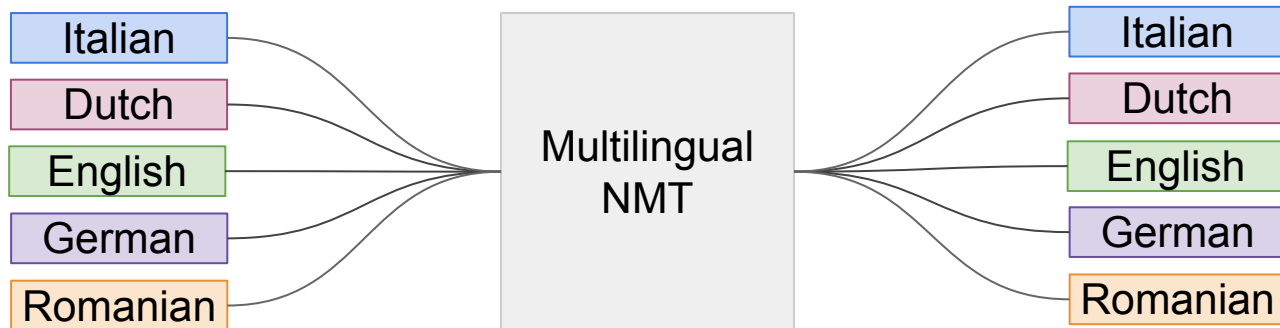 Italian
Dutch
English
German
Romanian
Multilingual
NMT
Italian
Dutch
English
German
Romanian